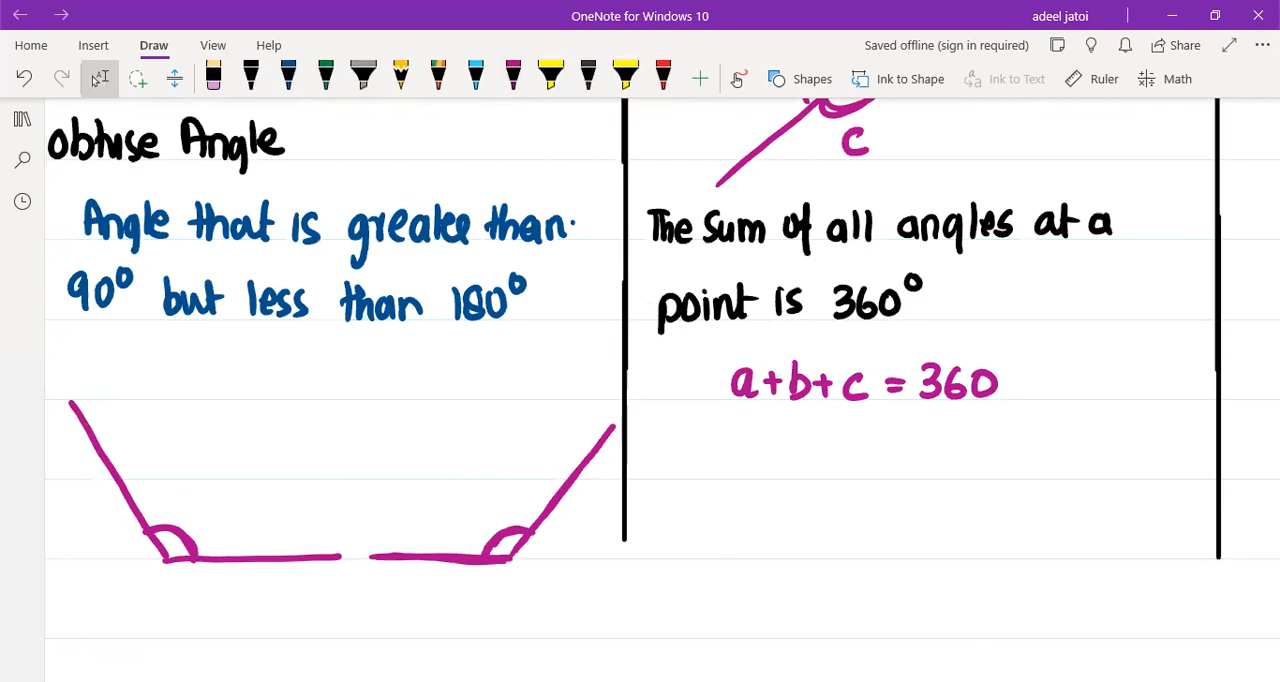 OneNote for Windows 10
adeel jatoi
Home
Insert
Draw
View
Help
Saved offline (sign in required)
Share
Shapes
Ink to Shape
Ink to Text
Ruler
Math
obtuse Angle
Angle that is greater than
90° but less than 180°
c
The Sum of all angles at a
point is 360°
a+b+c = 360